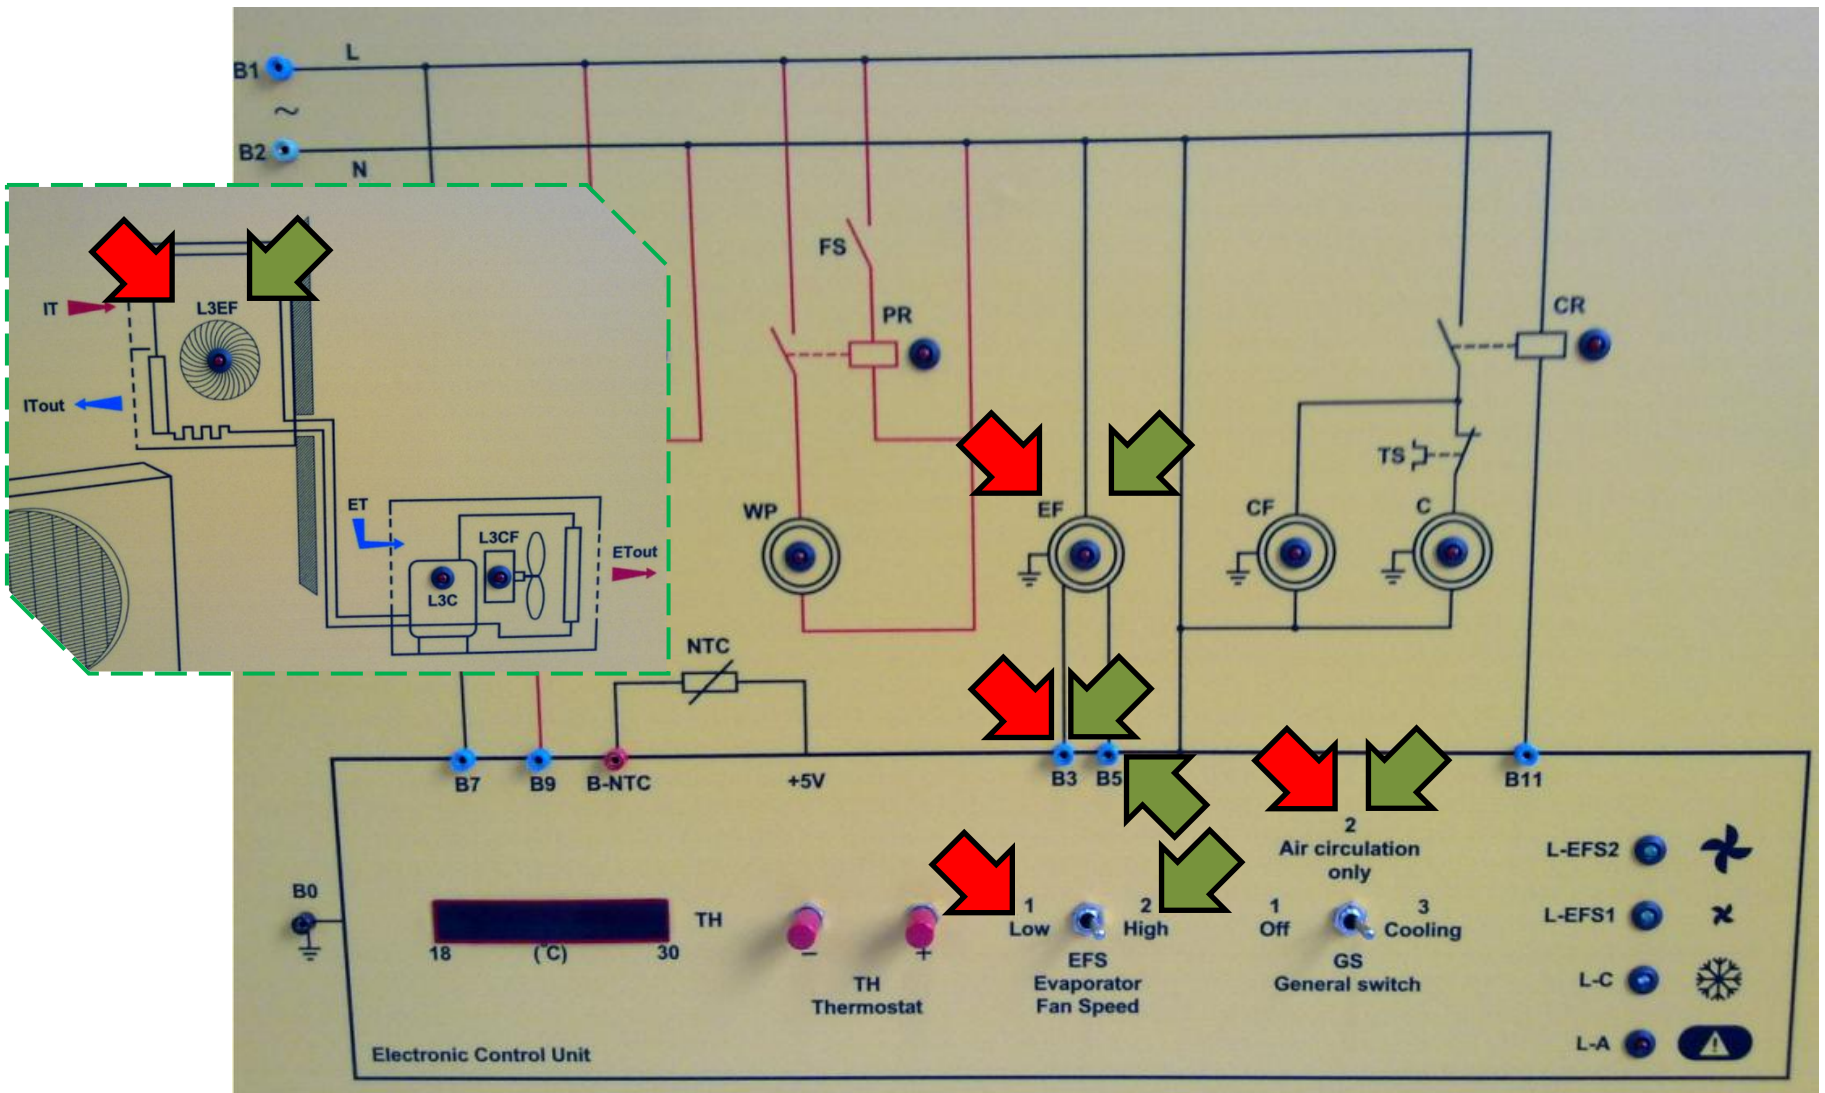 B1
L
~
B2
N
FS
PR
CR
IT
L3EF
ITout
TS
WP
EF
CF
C
ET
L3CF
ETout
L3C
NTC
B7
B9
B-NTC
+5V
B3
B5
B11
2
Air circulation
only
L-EFS2
B0
TH
18
(°C)
30
−
+
TH
Thermostat
1
Low
2
High
EFS
Evaporator
Fan Speed
1
Off
3
Cooling
GS
General switch
L-EFS1
L-C
L-A
Electronic Control Unit